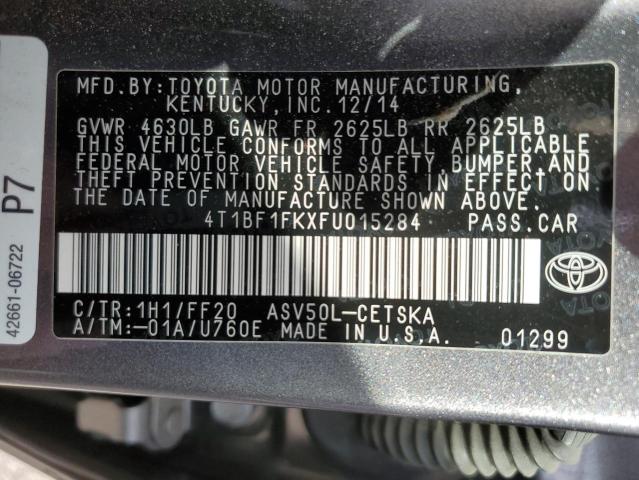 MFD.BY:TOYOTA MOTOR MANUFACTURING,
KENTUCKY,INC.12/14
GVWR 4630LB GAWR FR 2625LB RR 2625LB
THIS VEHICLE CONFORMS TO ALL APPLICABLE
FEDERAL MOTOR VEHICLE SAFETY, BUMPER,AND
THEFT PREVENTION STANDARDS IN EFFECT ON
THE DATE OF MANUFACTURE SHOWN ABOVE.
4T1BF1FKXFU015284 PASS.CAR
C/TR:1H1/FF20 ASV50L-CETSKA
A/TM:-01A/U760E MADE IN U.S.A. 01299
TOYOTA
P7
42661-06722